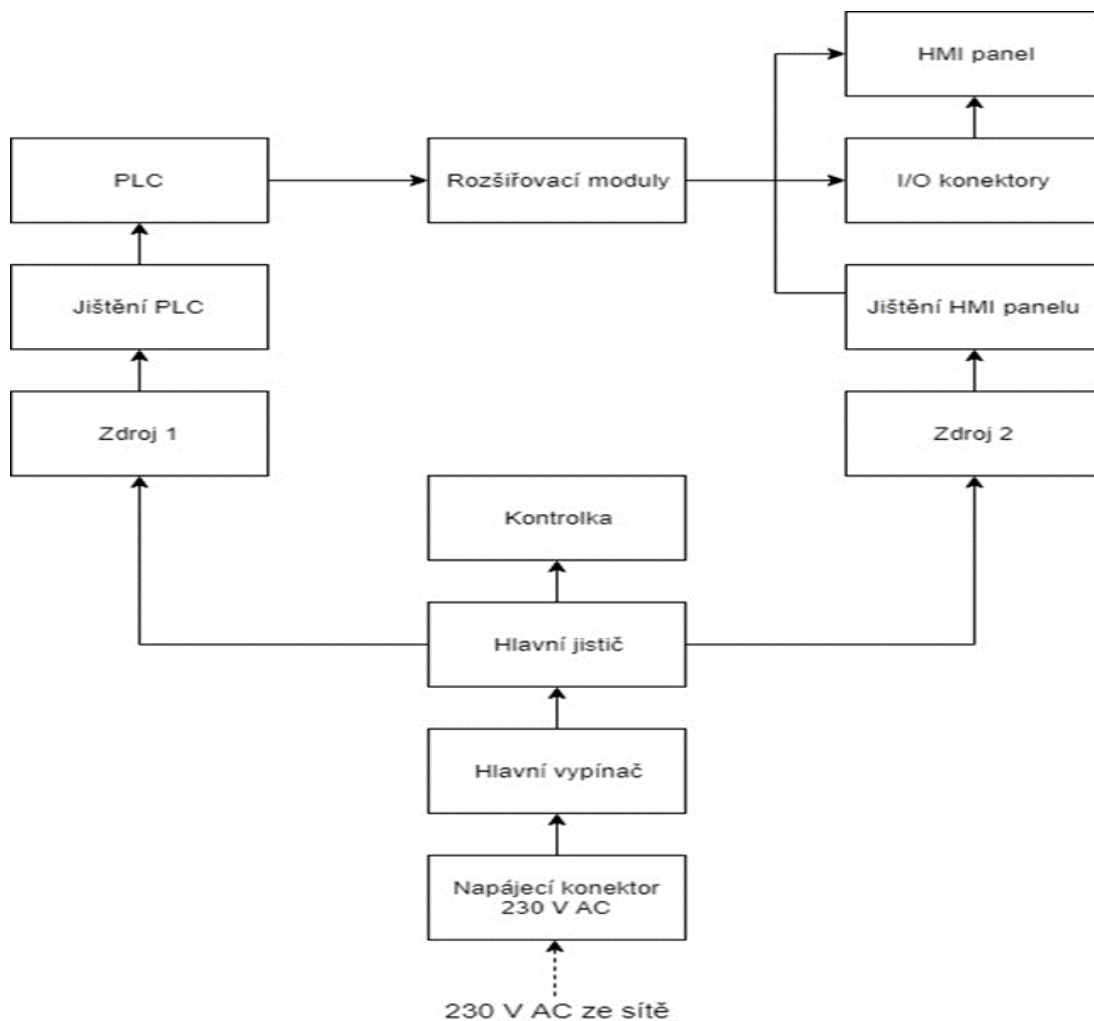 HMI panel
PLC
Rozšiřovací moduly
I/O konektory
Jištění PLC
Jištění HMI panelu
Zdroj 1
Zdroj 2
Kontrolka
Hlavní jistič
Hlavní vypínač
Napájecí konektor
230 V AC
230 V AC ze sítě